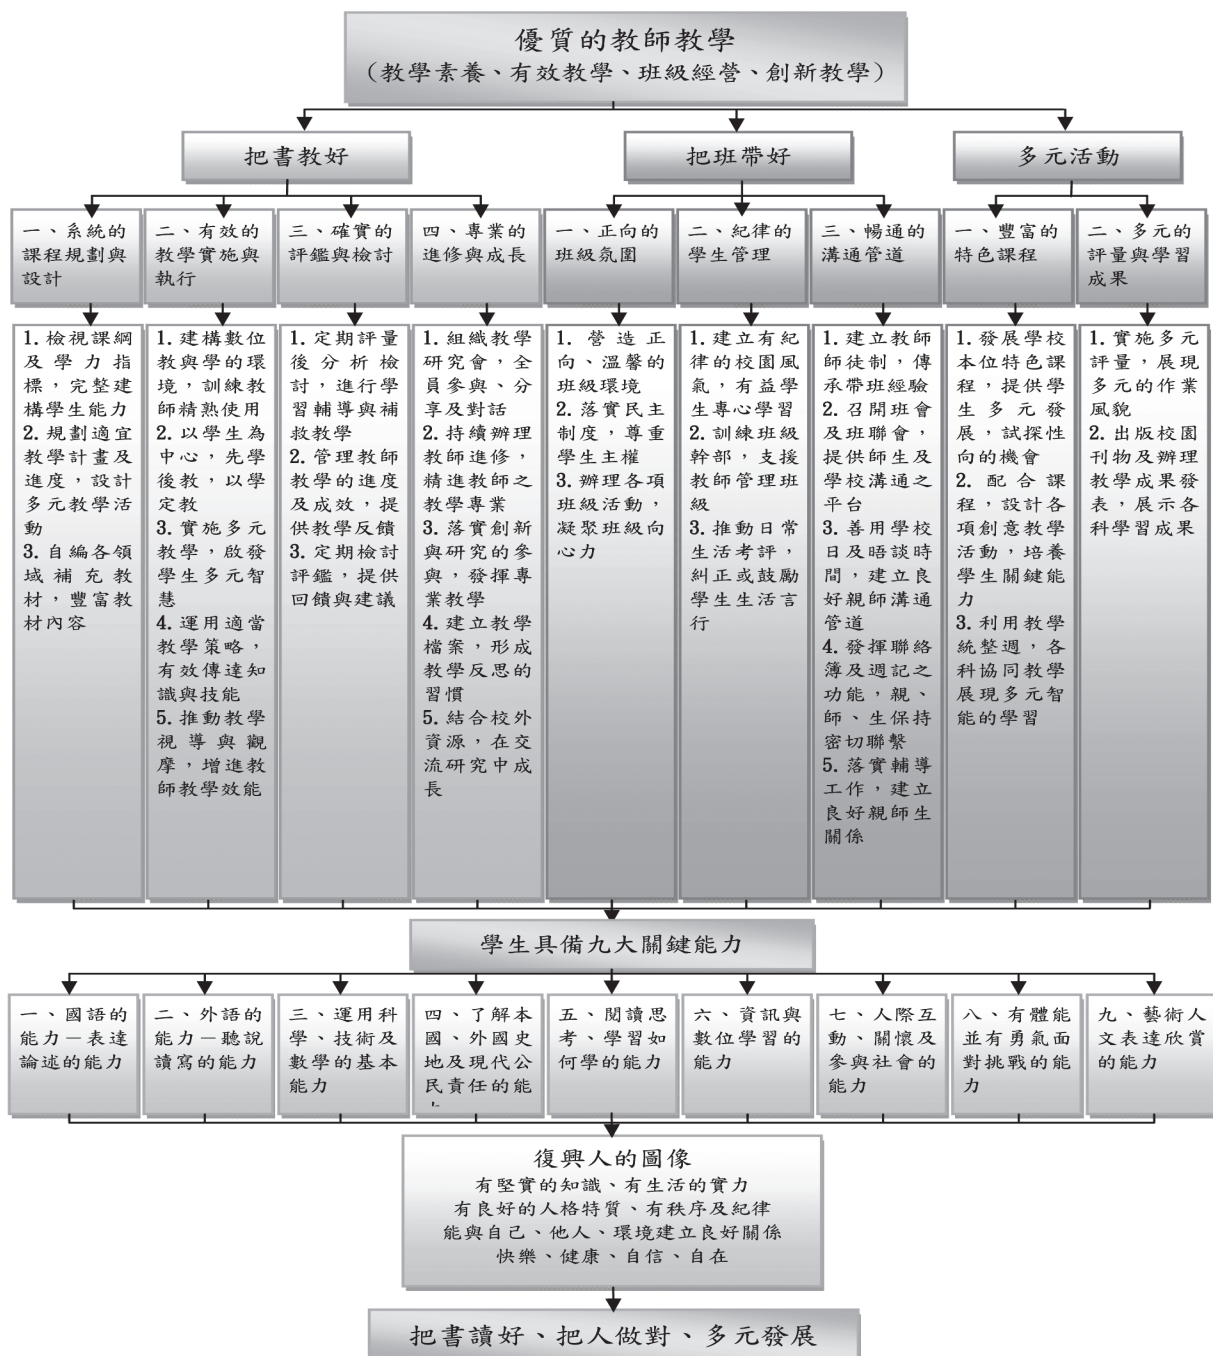 優質的教師教學
（教學素養、有效教學、班級經營、創新教學）
把書教好
把班帶好
多元活動
一、系統的
課程規劃與
設計
二、有效的
教學實施與
執行
三、確實的
評鑑與檢討
四、專業的
進修與成長
一、正向的
班級氛圍
二、紀律的
學生管理
三、暢通的
溝通管道
一、豐富的
特色課程
二、多元的
評量與學習
成果
1. 檢視課綱
及學力指
標，完整建
構學生能力
2. 規劃適宜
教學計畫及
進度，設計
多元教學活
動
3. 自編各領
域補充教
材，豐富教
材內容
1. 建構數位
教與學的環
境，訓練教
師精熟使用
2. 以學生為
中心，先學
後教，以學
定教
3. 實施多元
教學，啟發
學生多元智
慧
4. 運用適當
教學策略，
有效傳達知
識與技能
5. 推動教學
視導與觀
摩，增進教
師教學效能
1. 定期評量
後分析檢
討，進行學
習輔導與補
救教學
2. 管理教師
教學的進度
及成效，提
供教學反饋
3. 定期檢討
評鑑，提供
回饋與建議
1. 組織教學
研究會，全
員參與、分
享及對話
2. 持續辦理
教師進修，
精進教師之
教學專業
3. 落實創新
與研究的參
與，發揮專
業教學
4. 建立教學
檔案，形成
教學反思的
習慣
5. 結合校外
資源，在交
流研究中成
長
1. 營造正
向、溫馨的
班級環境
2. 落實民主
制度，尊重
學生主權
3. 辦理各項
班級活動，
凝聚班級向
心力
1. 建立有紀
律的校園風
氣，有益學
生專心學習
2. 訓練班級
幹部，支援
教師管理班
級
3. 推動日常
生活考評，
糾正或鼓勵
學生生活言
行
1. 建立教師
師徒制，傳
承帶班經驗
2. 召開班會
及班聯會，
提供師生及
學校溝通之
平台
3. 善用學校
日及晤談時
間，建立良
好親師溝通
管道
4. 發揮聯絡
簿及週記之
功能，親、
師、生保持
密切聯繫
5. 落實輔導
工作，建立
良好親師生
關係
1. 發展學校
本位特色課
程，提供學
生多元發
展，試探性
向的機會
2. 配合課
程，設計各
項創意教學
活動，培養
學生關鍵能
力
3. 利用教學
統整週，各
科協同教學
展現多元智
能的學習
1. 實施多元
評量，展現
多元的作業
風貌
2. 出版校園
刊物及辦理
教學成果發
表，展示各
科學習成果
學生具備九大關鍵能力
一、國語的
能力－表達
論述的能力
二、外語的
能力－聽說
讀寫的能力
三、運用科
學、技術及
數學的基本
能力
四、了解本
國、外國史
地及現代公
民責任的能
五、閱讀思
考、學習如
何學的能力
六、資訊與
數位學習的
能力
七、人際互
動、關懷及
參與社會的
能力
八、有體能
並有勇氣面
對挑戰的能
力
九、藝術人
文表達欣賞
的能力
復興人的圖像
有堅實的知識、有生活的實力
有良好的人格特質、有秩序及紀律
能與自己、他人、環境建立良好關係
快樂、健康、自信、自在
把書讀好、把人做對、多元發展